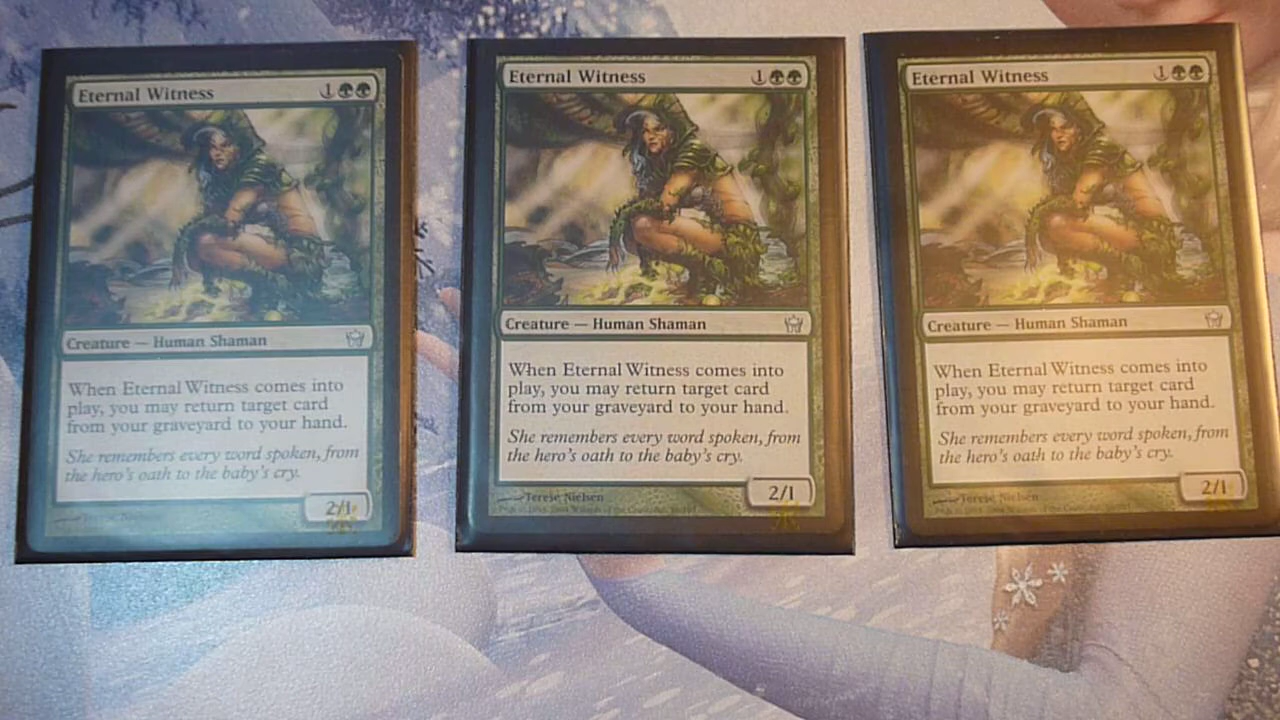 Eternal Witness 1
Creature — Human Shaman
When Eternal Witness comes into
play, you may return target card
from your graveyard to your hand.
She remembers every word spoken, from
the hero's oath to the baby's cry.
2/1
Eternal Witness 1
Creature — Human Shaman
When Eternal Witness comes into
play, you may return target card
from your graveyard to your hand.
She remembers every word spoken, from
the hero's oath to the baby's cry.
2/1
Terese Nielsen
Eternal Witness 1
Creature — Human Shaman
When Eternal Witness comes into
play, you may return target card
from your graveyard to your hand.
She remembers every word spoken, from
the hero's oath to the baby's cry.
2/1
Terese Nielsen